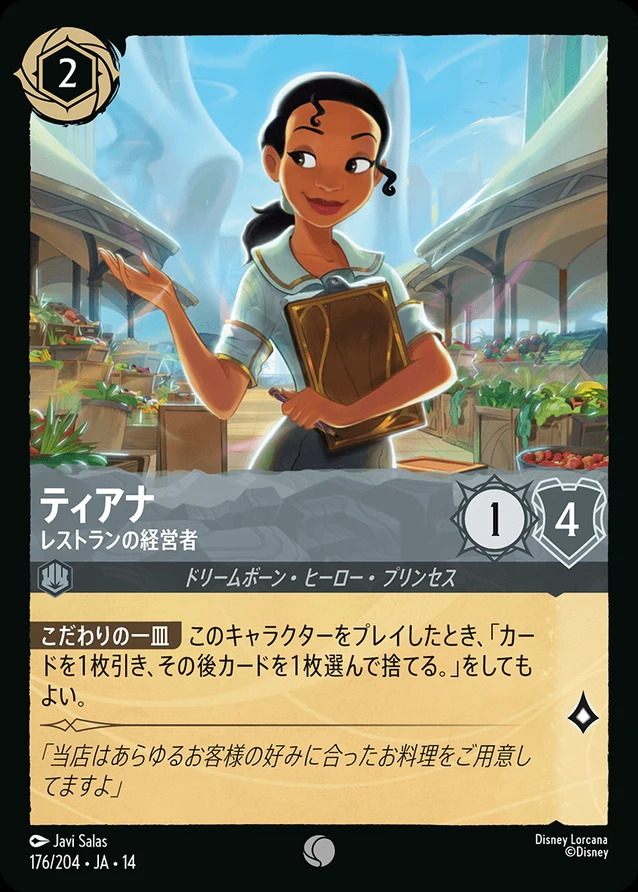 2
ティアナ
レストランの経営者
1
4
ドリームボーン・ヒーロー・プリンセス
こだわりの一皿 このキャラクターをプレイしたとき、「カー
ドを1枚引き、その後カードを1枚選んで捨てる。」をしても
よい。
「当店はあらゆるお客様の好みに合ったお料理をご用意し
てますよ」
Javi Salas
176/204・JA・14
Disney Lorcana
©Disney